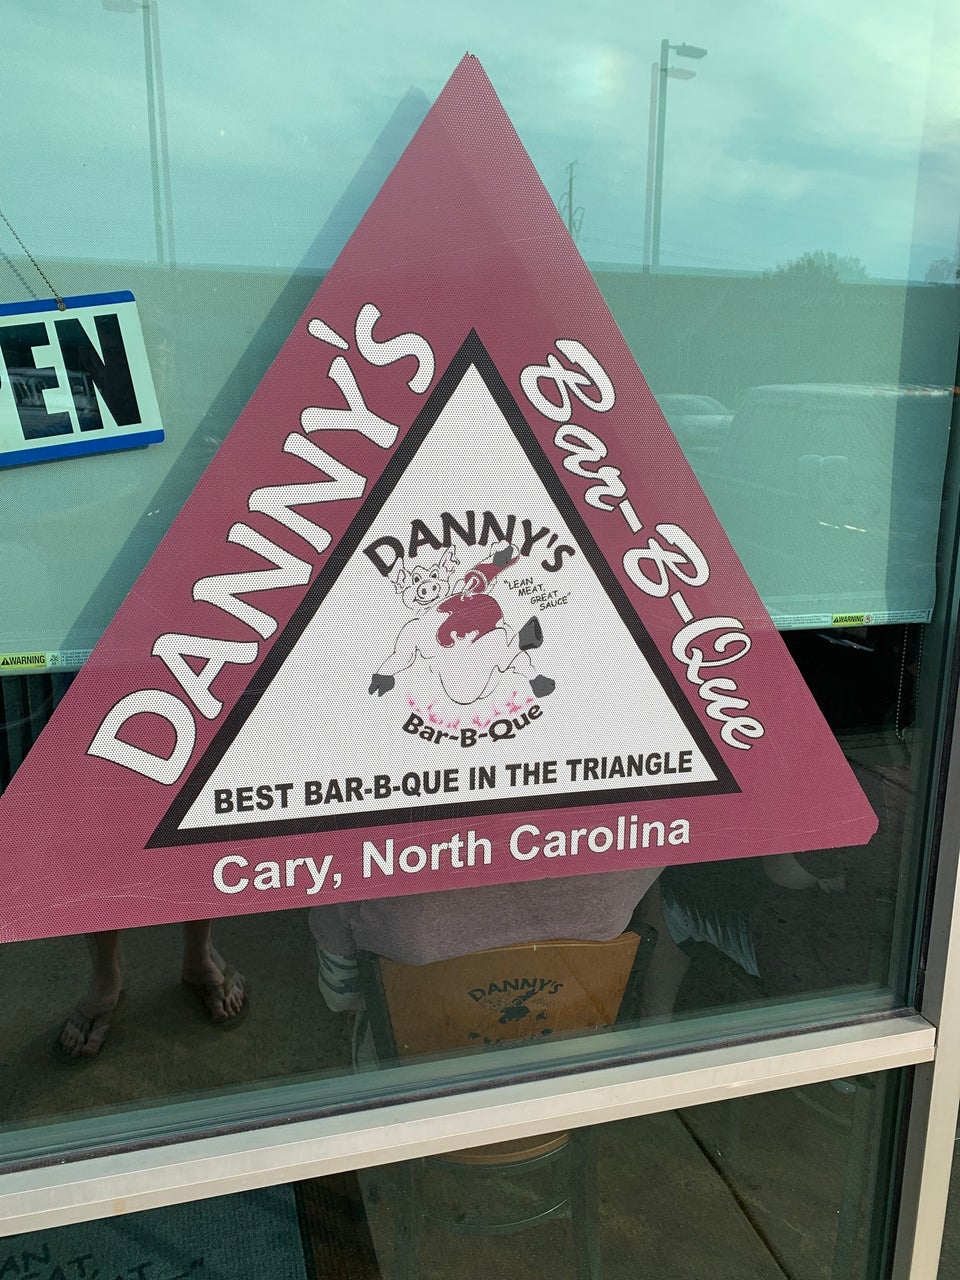 DANNY'S
Bar-B-Que
EN
DANNY'S
"LEAN
MEAT,
GREAT
SAUCE"
Bar-B-Que
BEST BAR-B-QUE IN THE TRIANGLE
Cary, North Carolina
WARNING
WARNING
DANNY'S